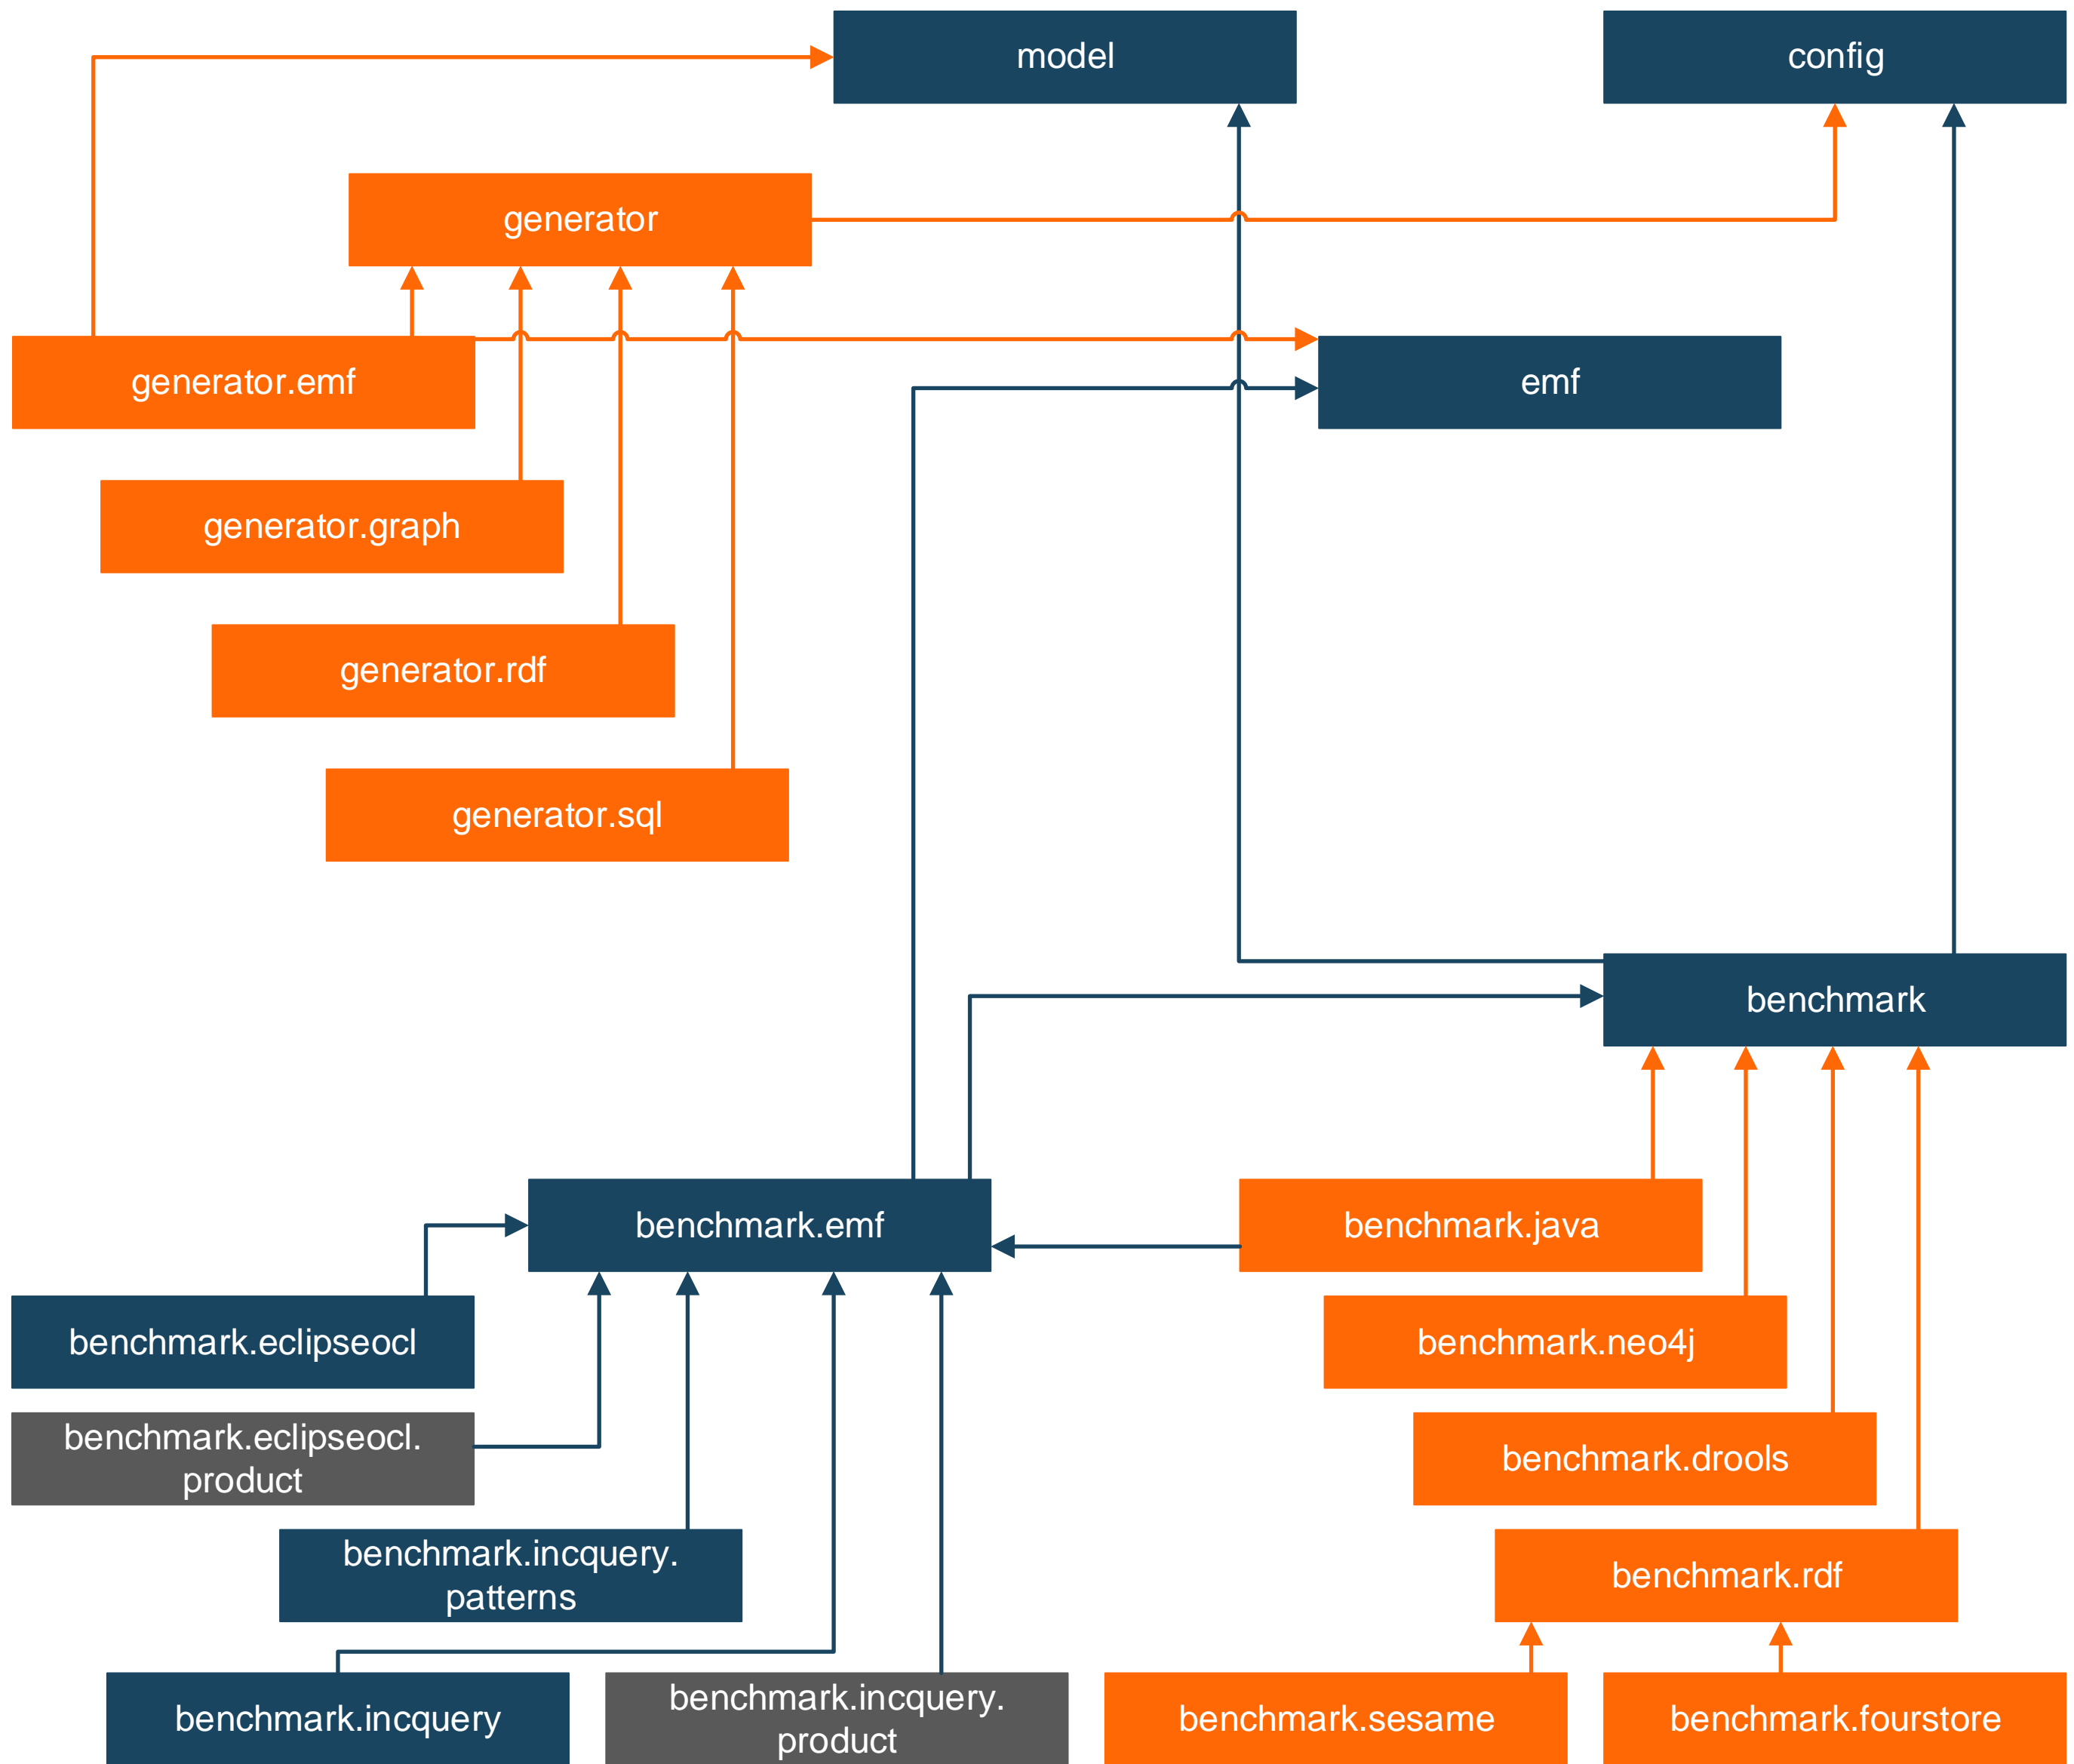 model
config
generator
generator.emf
emf
generator.graph
generator.rdf
generator.sql
benchmark
benchmark.emf
benchmark.java
benchmark.eclipseocl
benchmark.neo4j
benchmark.eclipseocl.
product
benchmark.drools
benchmark.incquery.
patterns
benchmark.rdf
benchmark.incquery
benchmark.incquery.
product
benchmark.sesame
benchmark.fourstore